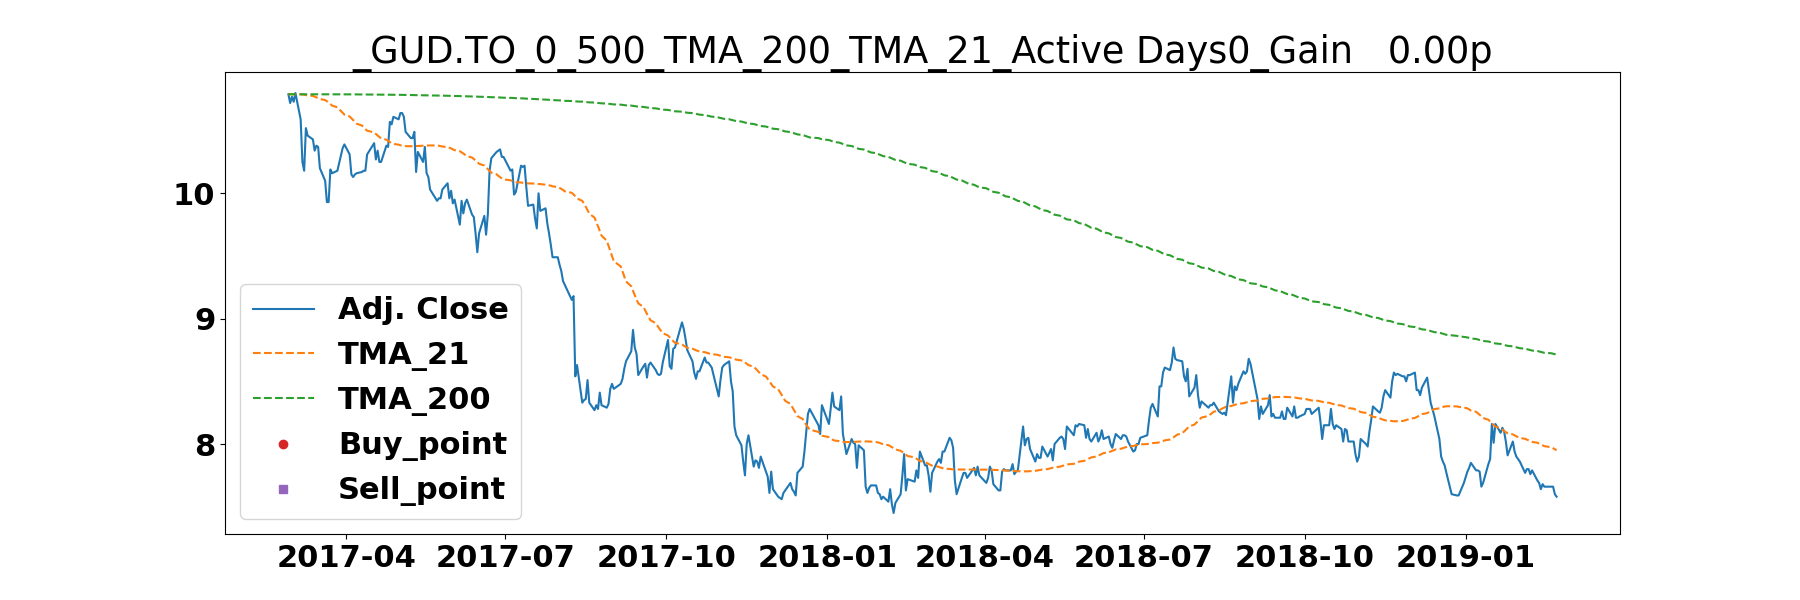 _GUD.TO_0_500_TMA_200_TMA_21_Active Days0_Gain   0.00p
10
9
8
Adj. Close
TMA_21
TMA_200
Buy_point
Sell_point
2017-04 2017-07 2017-10 2018-01 2018-04 2018-07 2018-10 2019-01